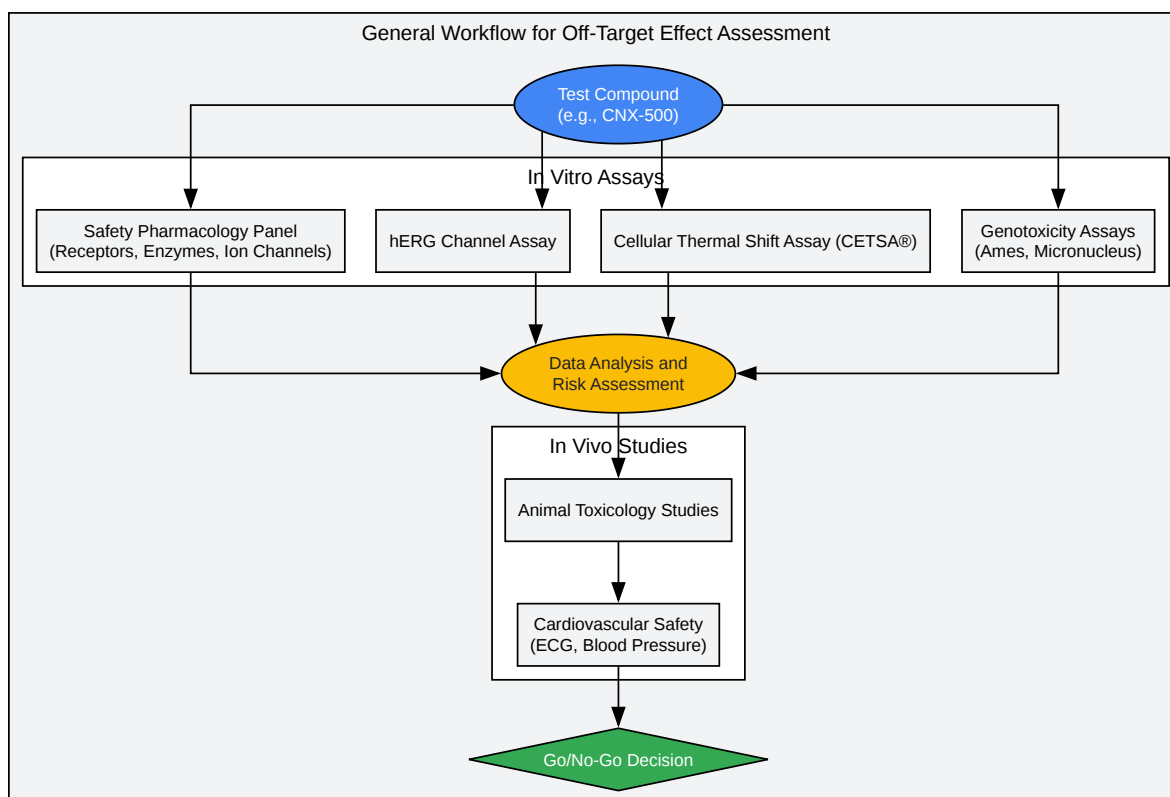 General Workflow for Off-Target Effect Assessment
Test Compound
(e.g., CNX-500)
In Vitro Assays
Safety Pharmacology Panel
(Receptors, Enzymes, Ion Channels)
hERG Channel Assay
Cellular Thermal Shift Assay (CETSA®)
Genotoxicity Assays
(Ames, Micronucleus)
Data Analysis and
Risk Assessment
In Vivo Studies
Animal Toxicology Studies
Cardiovascular Safety
(ECG, Blood Pressure)
Go/No-Go Decision